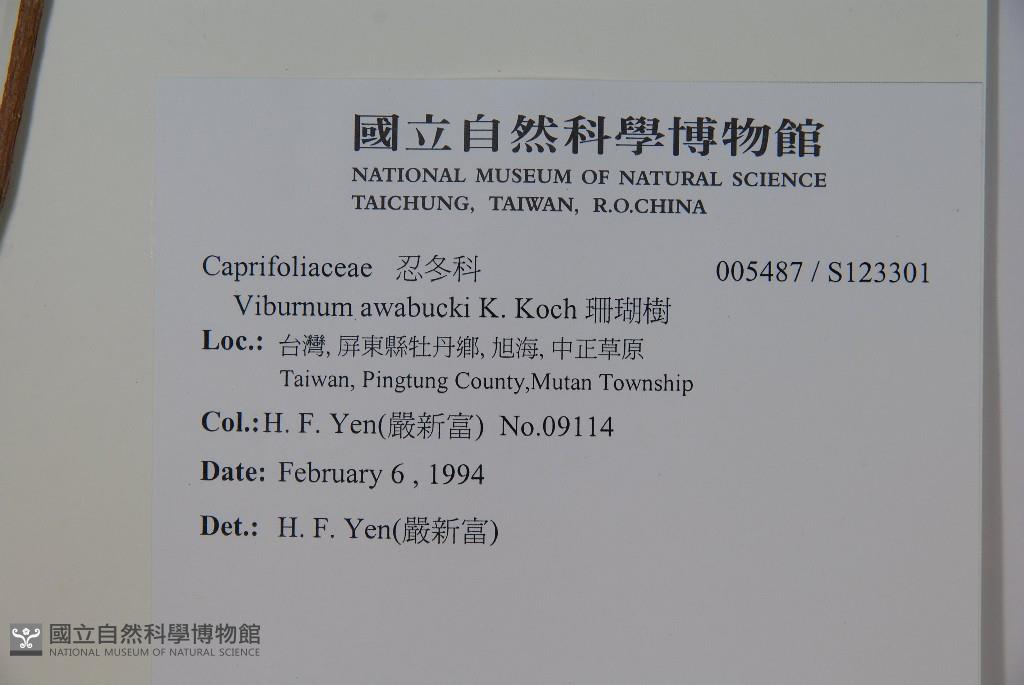 國立自然科學博物館
NATIONAL MUSEUM OF NATURAL SCIENCE
TAICHUNG, TAIWAN, R.O.CHINA
Caprifoliaceae 忍冬科 005487 / S123301
Viburnum awabucki K. Koch 珊瑚樹
Loc.: 台灣, 屏東縣牡丹鄉, 旭海, 中正草原
Taiwan, Pingtung County,Mutan Township
Col.:H. F. Yen(嚴新富) No.09114
Date: February 6 , 1994
Det.: H. F. Yen(嚴新富)
國立自然科學博物館
NATIONAL MUSEUM OF NATURAL SCIENCE